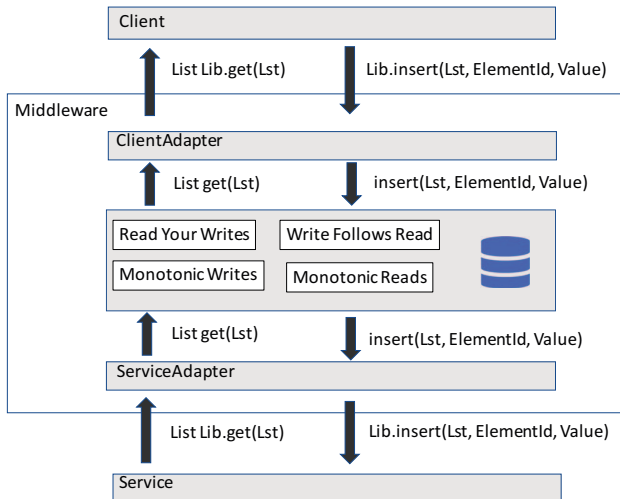 Client
List Lib.get(Lst)
Lib.insert(Lst, ElementId, Value)
Middleware
ClientAdapter
List get(Lst)
insert(Lst, ElementId, Value)
Read Your Writes
Write Follows Read
Monotonic Writes
Monotonic Reads
List get(Lst)
insert(Lst, ElementId, Value)
ServiceAdapter
List Lib.get(Lst)
Lib.insert(Lst, ElementId, Value)
Service